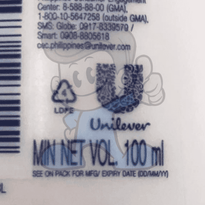 Center: 8-588-88-00 (GMA),
1-800-10-5647258 (outside GMA),
SMS: Globe: 0917-8339579 /
Smart: 0908-8805618
cec.philippines@unilever.com
LDPE
Unilever
MIN NET VOL. 100 ml
SEE ON PACK FOR MFG/ EXPIRY DATE (DD/MM/YY)